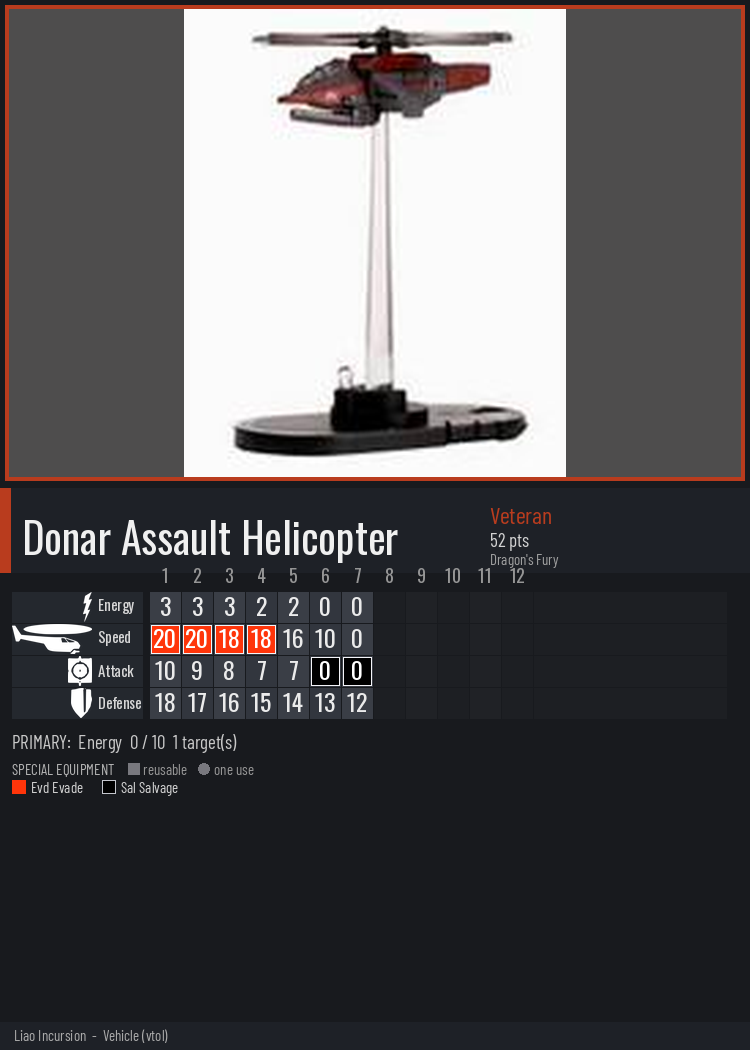 Donar Assault Helicopter
Veteran
52 pts
Dragon's Fury
1 2 3 4 5 6 7 8 9 10 11 12
Energy 3 3 3 2 2 0 0
Speed 20 20 18 18 16 10 0
Attack 10 9 8 7 7 0 0
Defense 18 17 16 15 14 13 12
PRIMARY: Energy 0 / 10 1 target(s)
SPECIAL EQUIPMENT reusable one use
Evd Evade Sal Salvage
Liao Incursion - Vehicle (vtol)